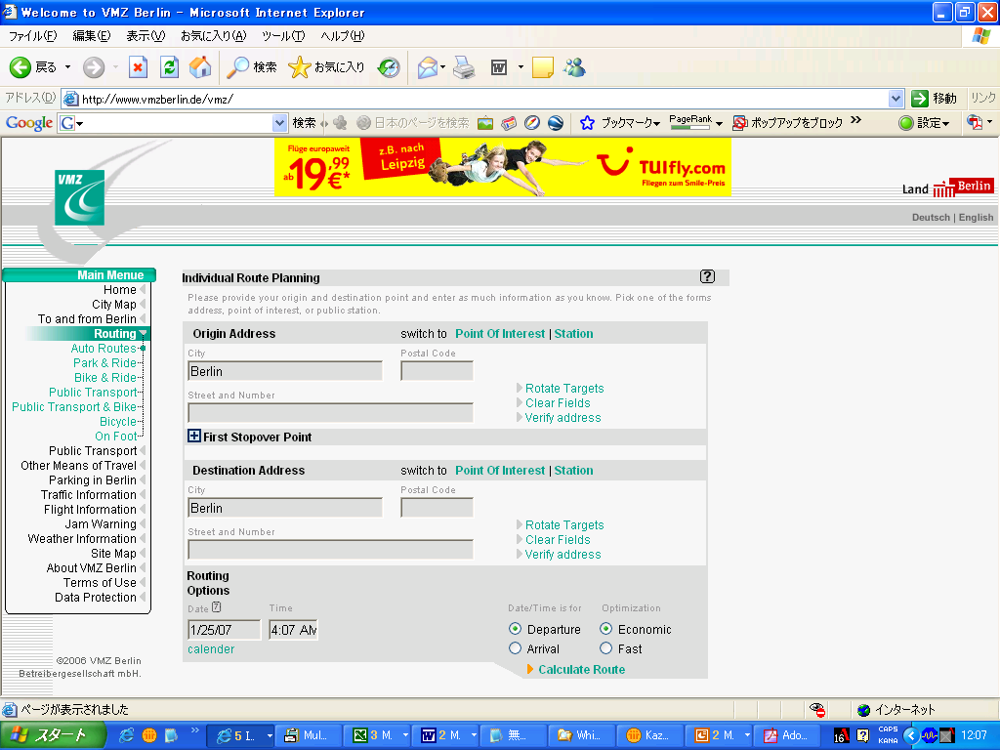 Welcome to VMZ Berlin - Microsoft Internet Explorer
ファイル(F) 編集(E) 表示(V) お気に入り(A) ツール(T) ヘルプ(H)
戻る 検索 お気に入り
アドレス(D) http://www.vmzberlin.de/vmz/ 移動 リンク
Google G 検索 日本のページを検索 ブックマーク PageRank ポップアップをブロック » 設定
Flüge europaweit
ab 19,99 €*
z.B. nach
Leipzig
TUIfly.com
Fliegen zum Smile-Preis
VMZ
Land Berlin
Deutsch | English
Main Menue
Home
City Map
To and from Berlin
Routing
Auto Routes
Park & Ride
Bike & Ride
Public Transport
Public Transport & Bike
Bicycle
On Foot
Public Transport
Other Means of Travel
Parking in Berlin
Traffic Information
Flight Information
Jam Warning
Weather Information
Site Map
About VMZ Berlin
Terms of Use
Data Protection
©2006 VMZ Berlin
Betreibergesellschaft mbH.
Individual Route Planning ?
Please provide your origin and destination point and enter as much information as you know. Pick one of the forms
address, point of interest, or public station.
Origin Address switch to Point Of Interest | Station
City Postal Code
Berlin
Street and Number
Rotate Targets
Clear Fields
Verify address
First Stopover Point
Destination Address switch to Point Of Interest | Station
City Postal Code
Berlin
Street and Number
Rotate Targets
Clear Fields
Verify address
Routing
Options
Date ? Time Date/Time is for Optimization
1/25/07 4:07 AM Departure Economic
calender Arrival Fast
Calculate Route
ページが表示されました インターネット
スタート » 5 I... Mul... 3 M. 2 M. 無... Whi... Kaz... 2 M. Ado... 16 ? CAPS KANA 12:07